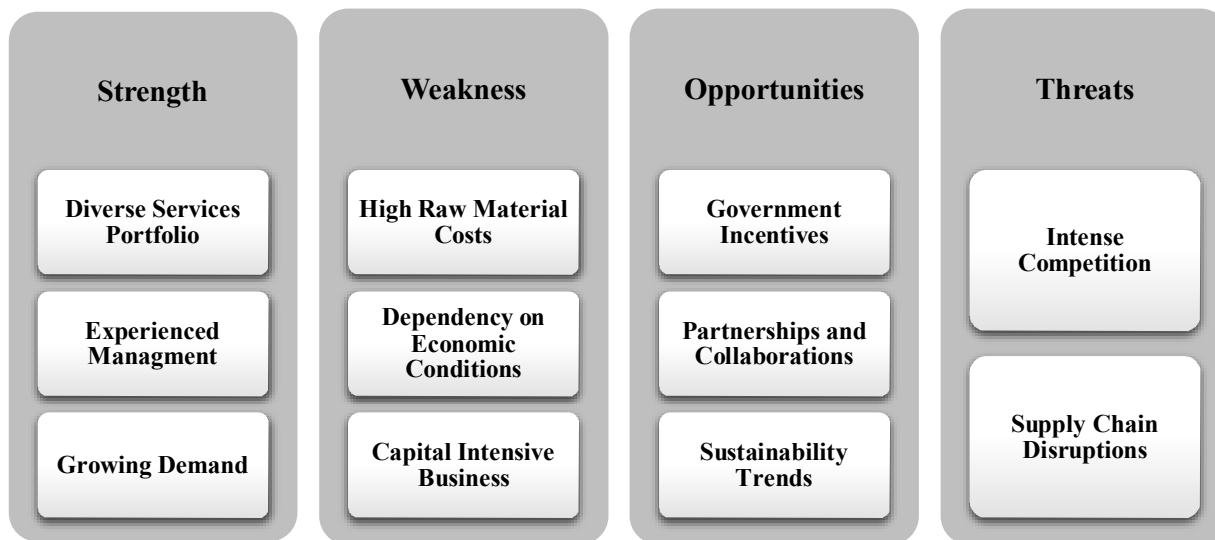 Strength
Diverse Services
Portfolio
Experienced
Managment
Growing Demand
Weakness
High Raw Material
Costs
Dependency on
Economic
Conditions
Capital Intensive
Business
Opportunities
Government
Incentives
Partnerships and
Collaborations
Sustainability
Trends
Threats
Intense
Competition
Supply Chain
Disruptions